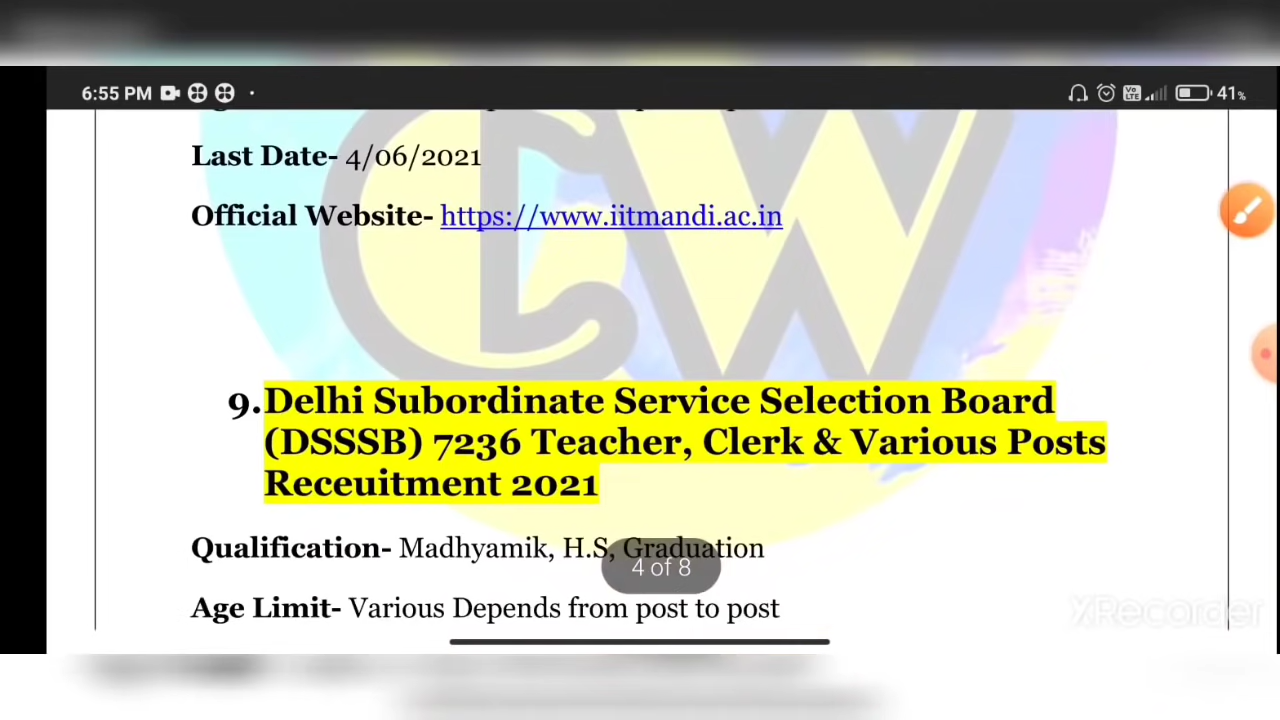 6:55 PM
Vo LTE
41%
Last Date- 4/06/2021
Official Website- https://www.iitmandi.ac.in
9. Delhi Subordinate Service Selection Board
(DSSSB) 7236 Teacher, Clerk & Various Posts
Receuitment 2021
Qualification- Madhyamik, H.S, Graduation
4 of 8
Age Limit- Various Depends from post to post
XRecorder